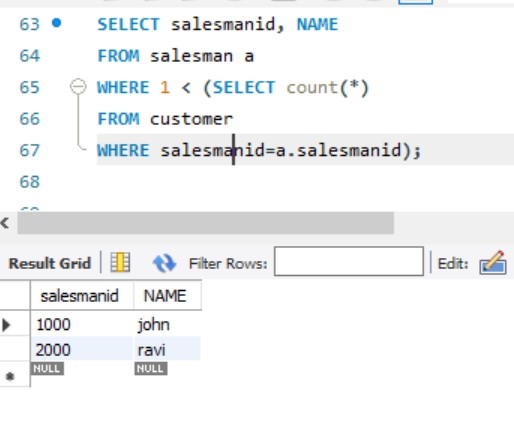 63 SELECT salesmanid, NAME
64 FROM salesman a
65 WHERE 1 < (SELECT count(*)
66 FROM customer
67 WHERE salesmanid=a.salesmanid);
68
Result Grid Filter Rows: Edit:
salesmanid NAME
1000 john
2000 ravi
NULL NULL